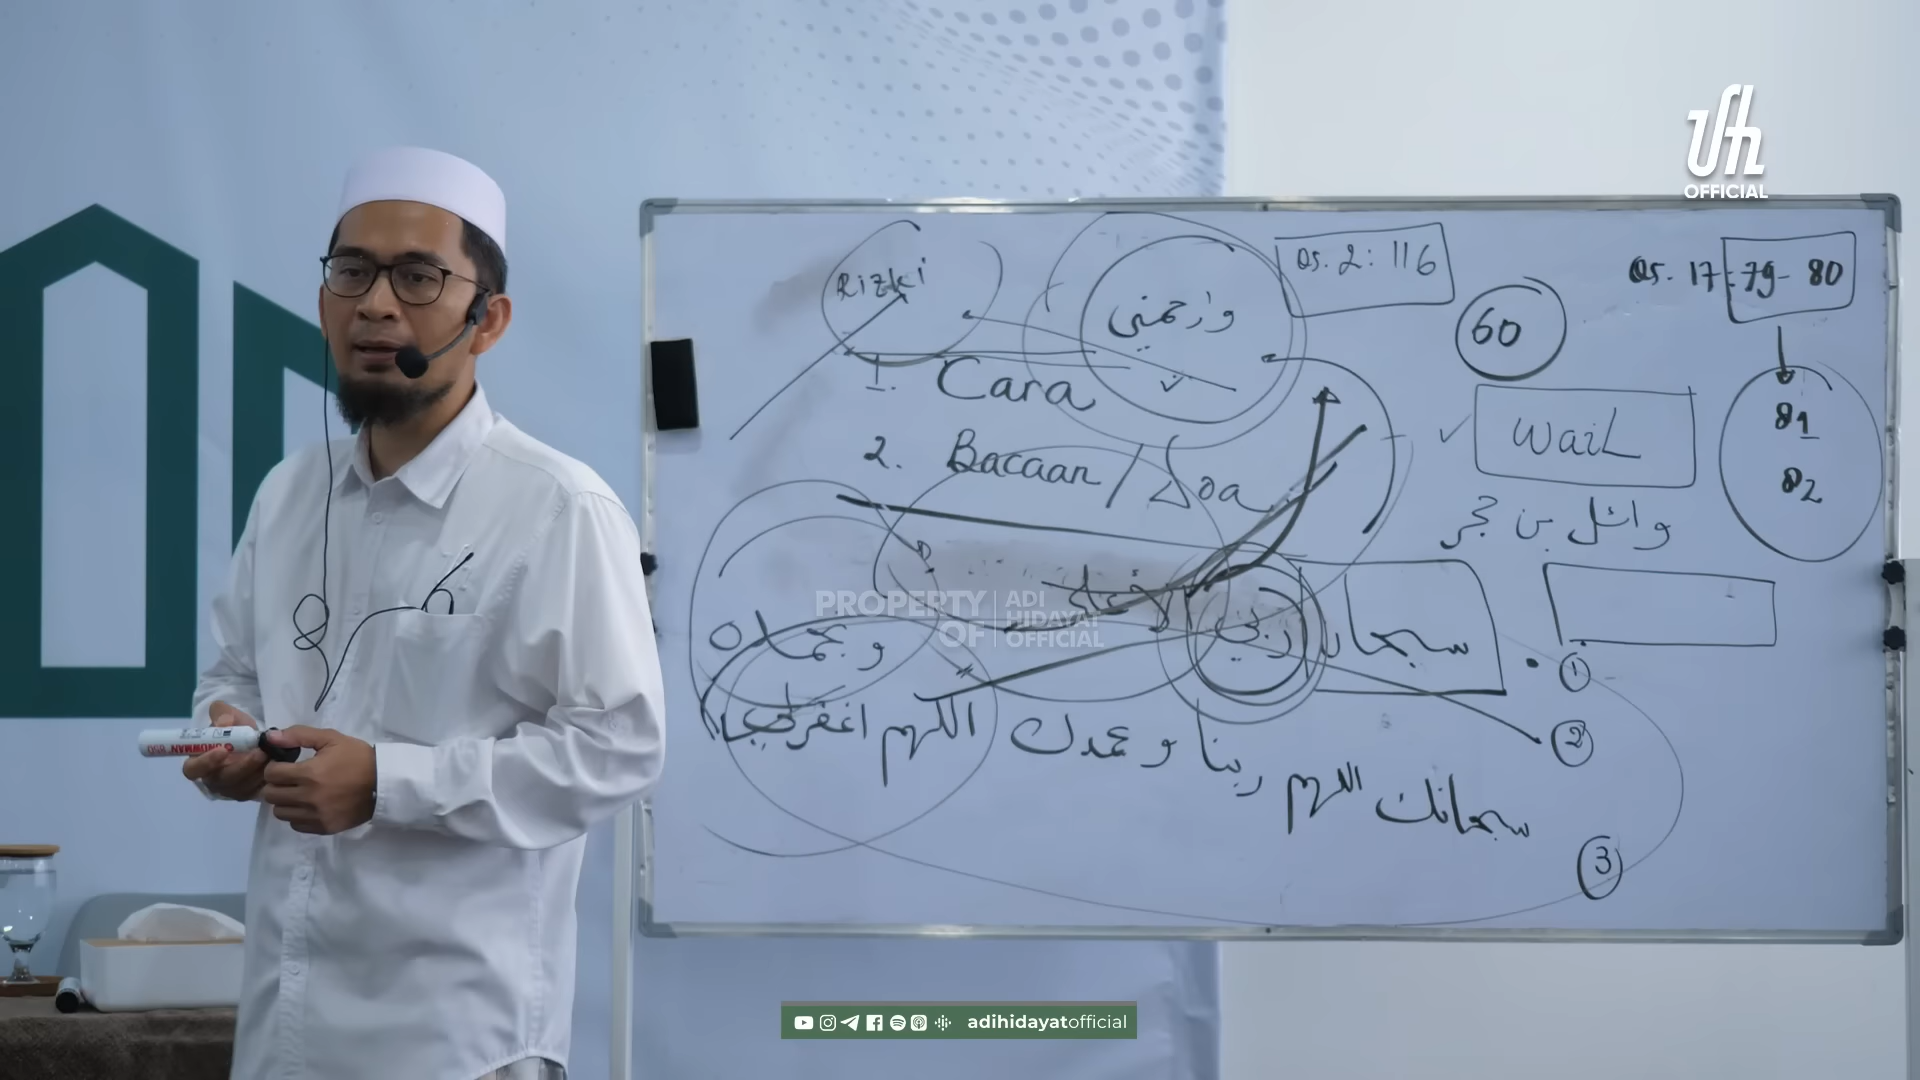 UAH
OFFICIAL
Rizki
وارحمني
QS. 2: 116
QS. 17: 79- 80
60
1. Cara
81
2. Bacaan / Doa
Wail
82
وائل بن حجر
سبحان ربي
وبحمده
1
سبحانك اللهم ربنا وبحمدك اللهم اغفرلي
2
3
PROPERTY OF
ADI HIDAYAT OFFICIAL
SNOWMAN
adihidayatofficial